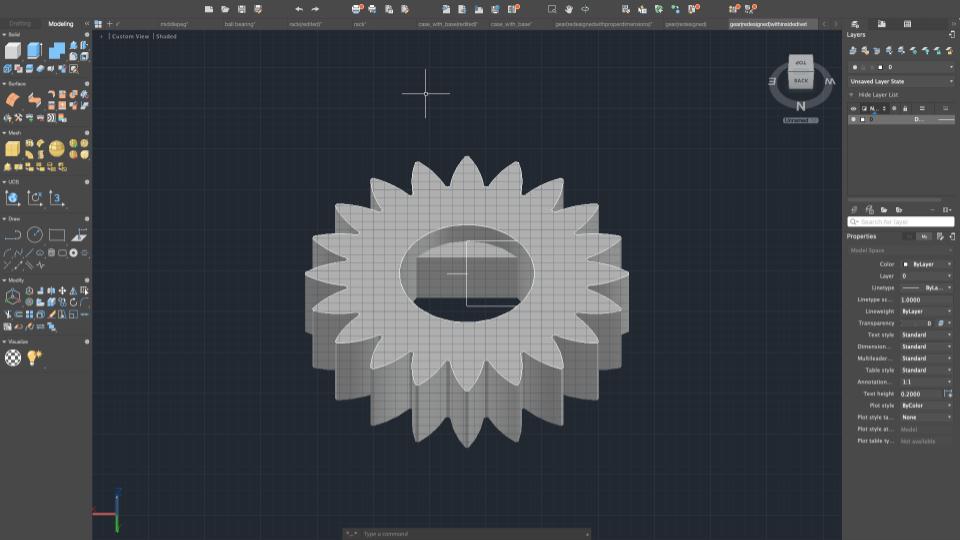 Drafting
Modeling
middlepeg*
ball bearing*
rack(edited)*
rack*
case_with_base(edited)*
case_with_base*
gear(redesigned)withproperdimensions)*
gear(redesigned)
gear(redesigned)withinsideofset
Custom View
Shaded
Solid
Surface
Mesh
UCS
Draw
Modify
Visualize
TOP
BACK
E
W
N
Unnamed
Z
Type a command
Layers
0
Unsaved Layer State
Hide Layer List
N...
0 D...
Search for layer
Properties
Model Space
Color ByLayer
Layer 0
Linetype ByLa...
Linetype sc... 1.0000
Lineweight ByLayer
Transparency 0
Text style Standard
Dimension... Standard
Multileader... Standard
Table style Standard
Annotation... 1:1
Text height 0.2000
Plot style ByColor
Plot style ta... None
Plot style at... Model
Plot table ty... Not available